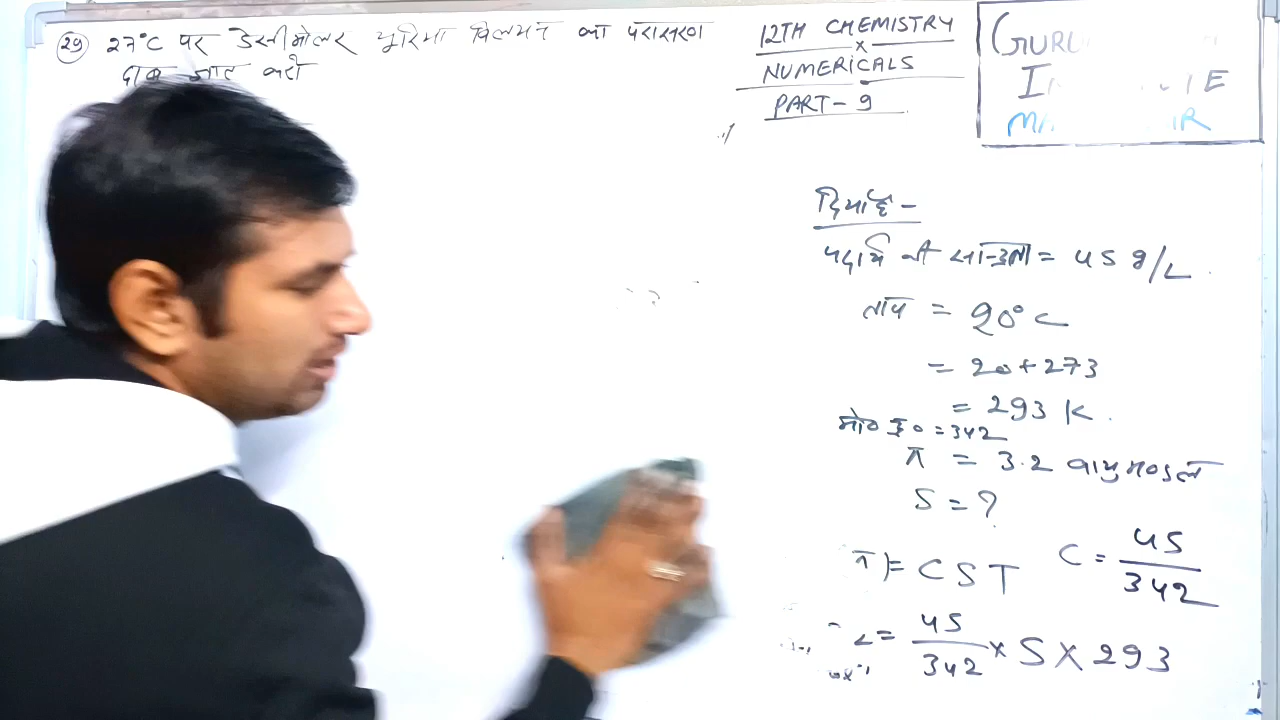 (29) 27°C पर डेसीमोलर यूरिया विलयन का परासरण
दाब ज्ञात करो
12TH CHEMISTRY
x
NUMERICALS
PART-9
GURU
E
दिया है -
पदार्थ की सान्द्रता = 45 g/L
ताप = 20°C
= 20+273
= 293 K.
मो० द्र० = 342
π = 3.2 वायुमण्डल
S = ?
π = CST C = 45/342
45/342 × S × 293